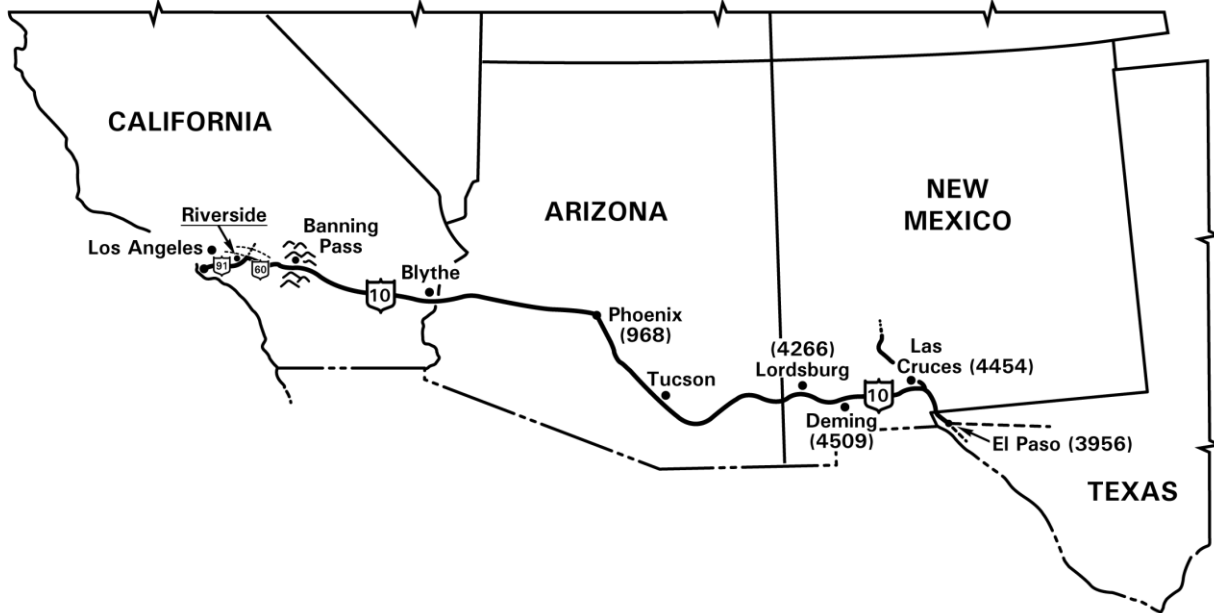 CALIFORNIA
ARIZONA
NEW
MEXICO
Riverside
Los Angeles
Banning
Pass
91
60
Blythe
10
Phoenix
(968)
Tucson
(4266)
Lordsburg
Las
Cruces (4454)
10
Deming
(4509)
El Paso (3956)
TEXAS